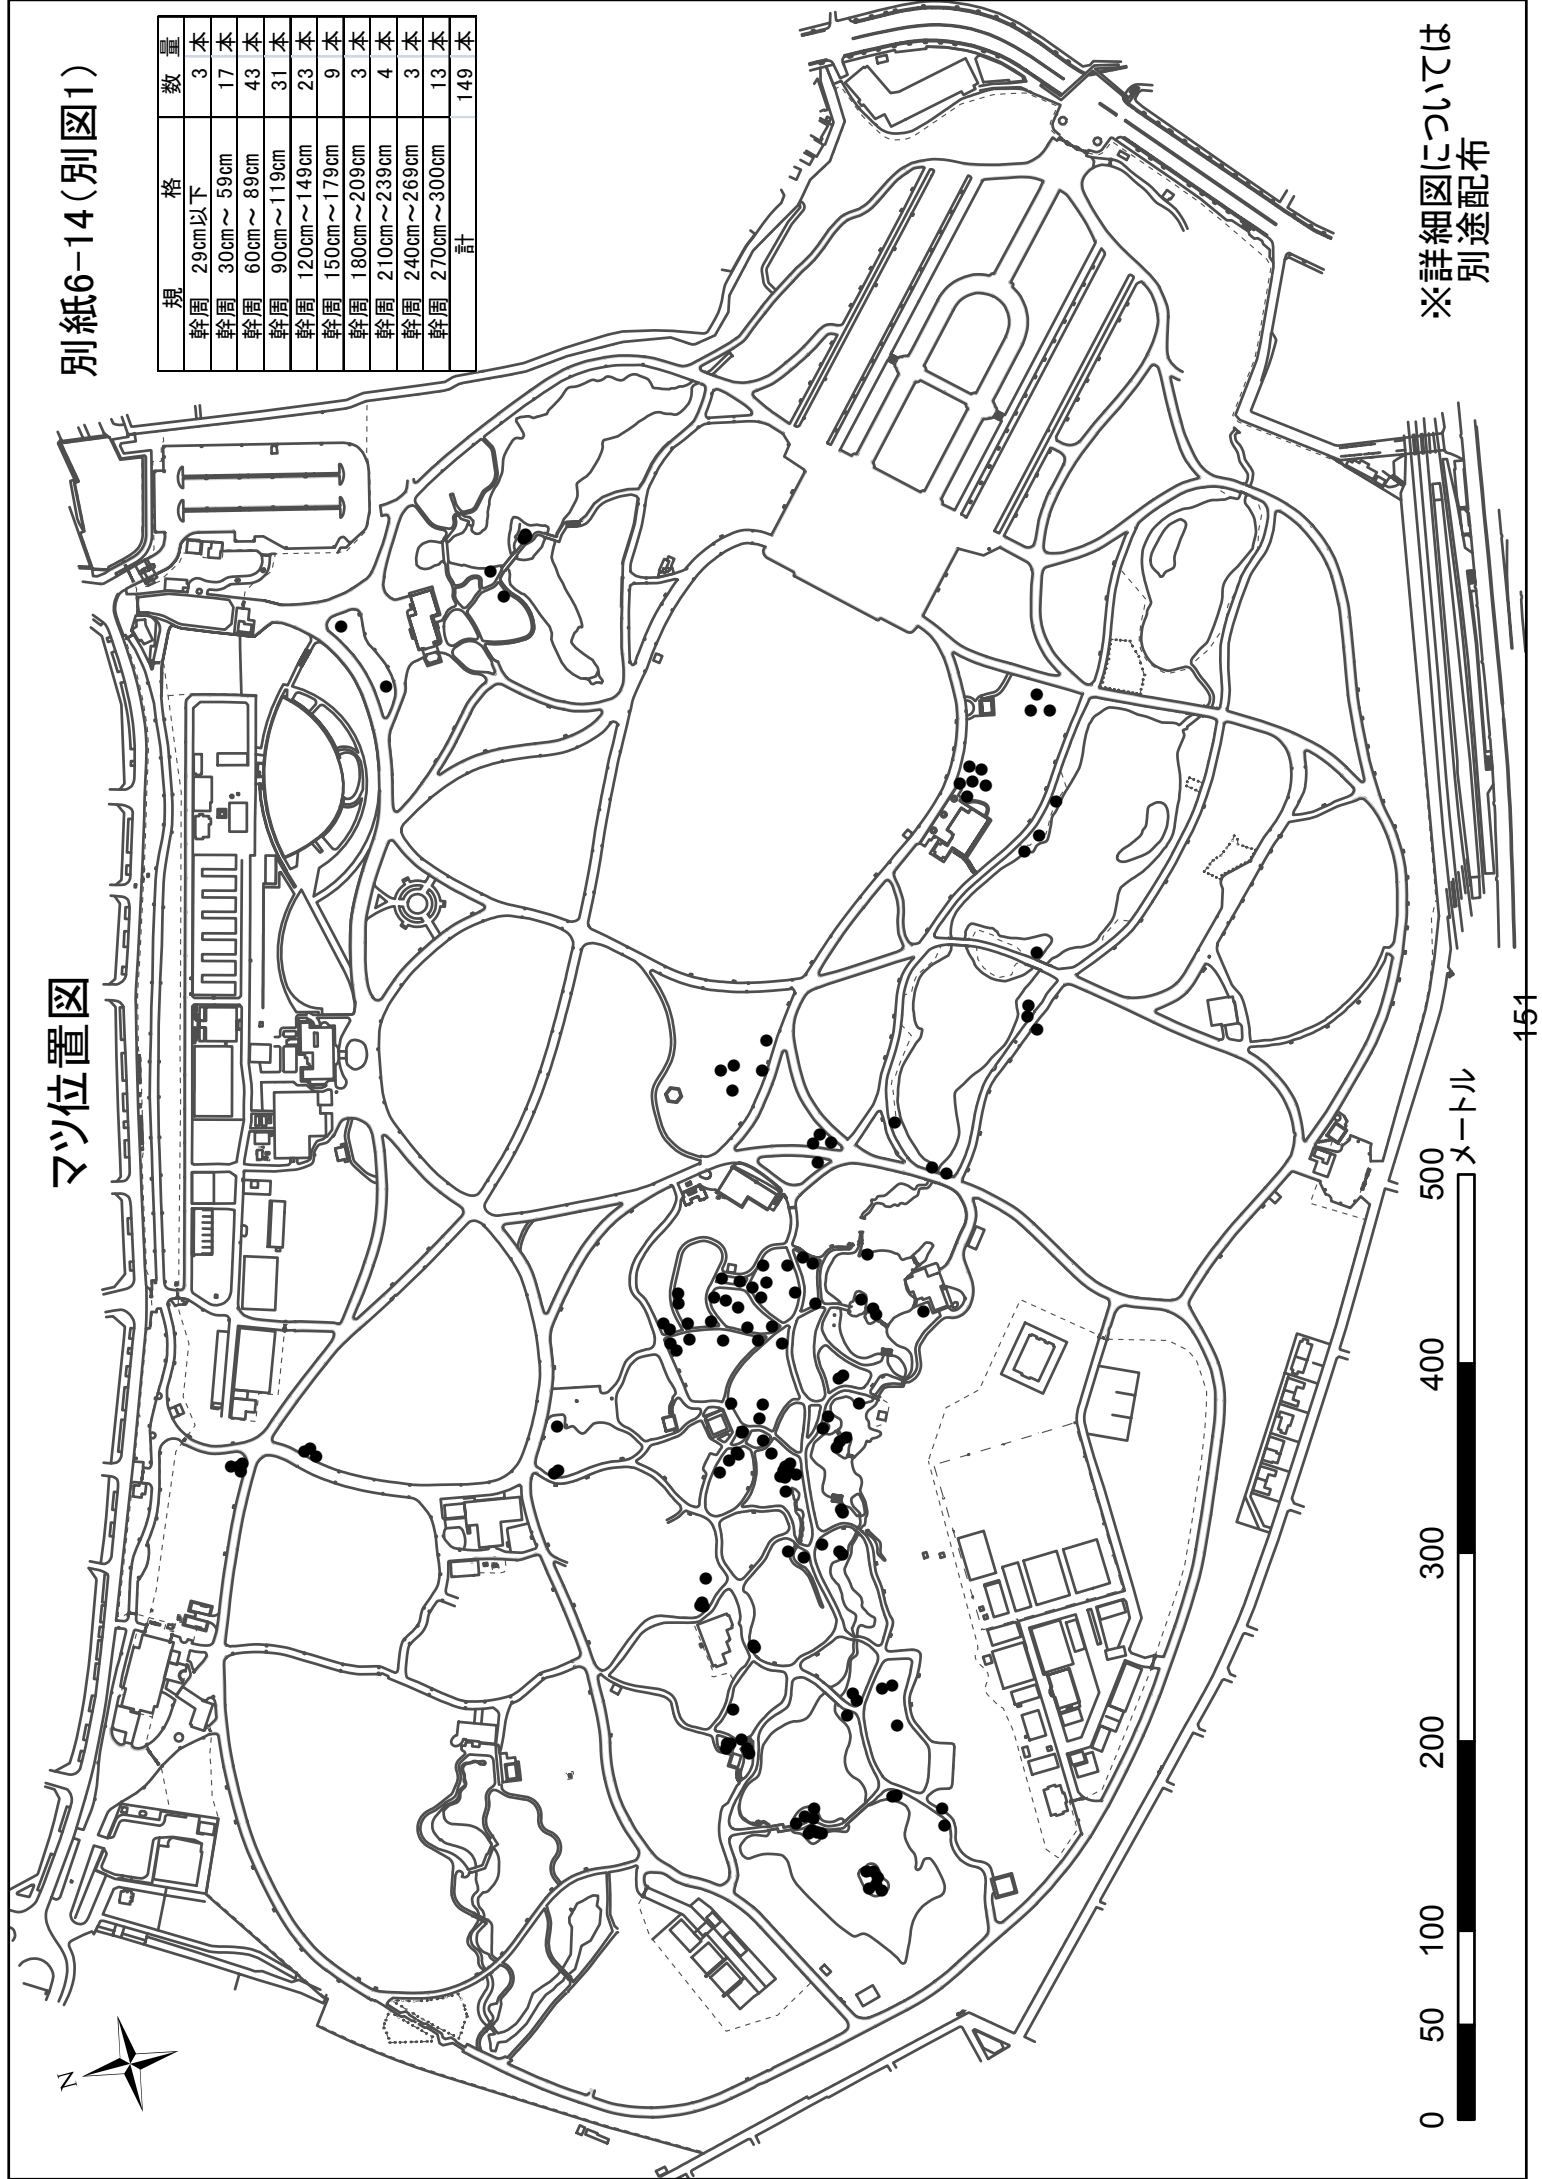 マツ位置図
別紙6-14(別図1)
規 格 数 量
幹周 29cm以下 3 本
幹周 30cm～ 59cm 17 本
幹周 60cm～ 89cm 43 本
幹周 90cm～119cm 31 本
幹周 120cm～149cm 23 本
幹周 150cm～179cm 9 本
幹周 180cm～209cm 3 本
幹周 210cm～239cm 4 本
幹周 240cm～269cm 3 本
幹周 270cm～300cm 13 本
計 149 本
N
0 50 100 200 300 400 500
メートル
※詳細図については
別途配布
151